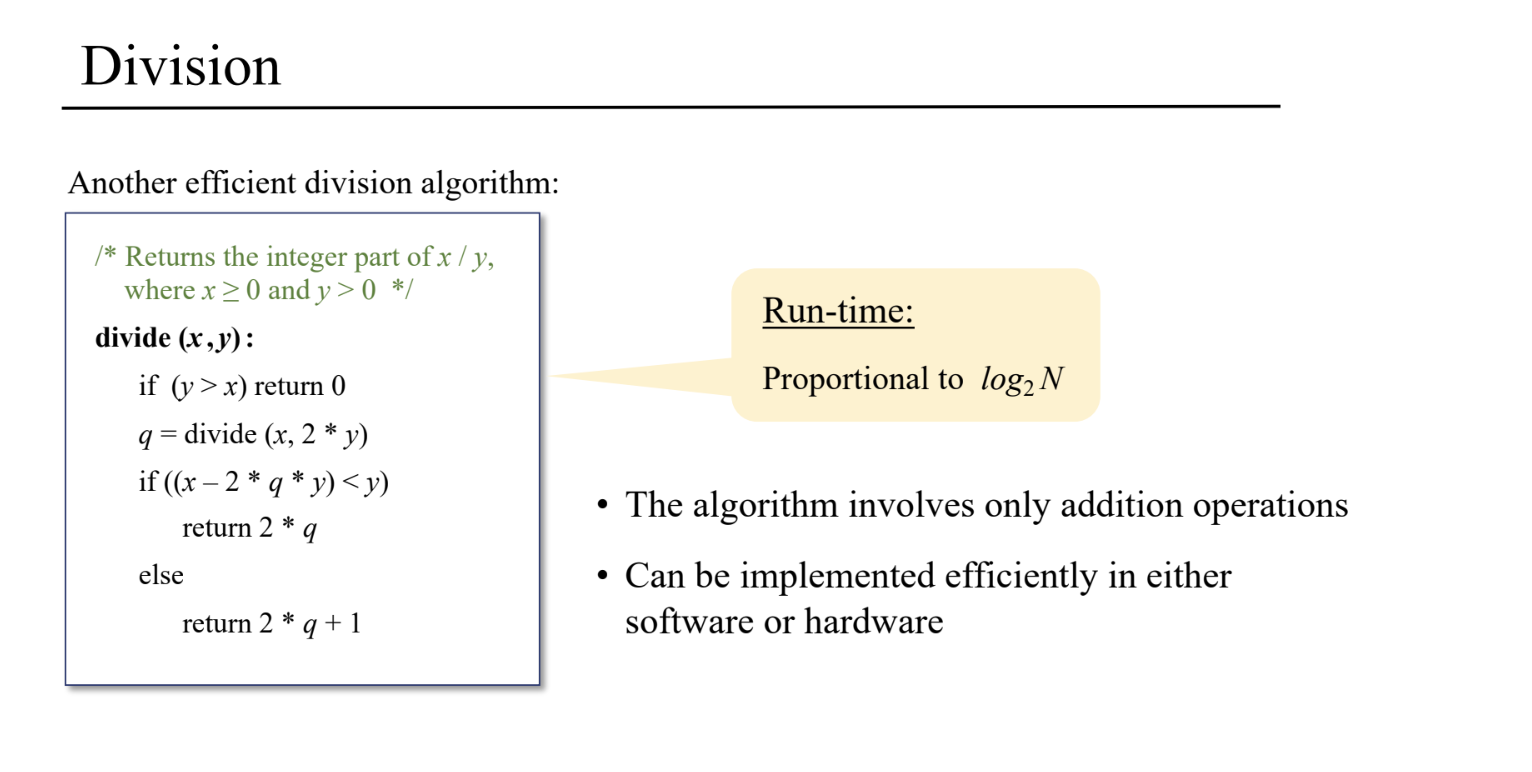 Division
Another efficient division algorithm:
/* Returns the integer part of x / y,
where x ≥ 0 and y > 0 */
divide (x, y):
if (y > x) return 0
q = divide (x, 2 * y)
if ((x – 2 * q * y) < y)
return 2 * q
else
return 2 * q + 1
Run-time:
Proportional to log₂ N
• The algorithm involves only addition operations
• Can be implemented efficiently in either
software or hardware